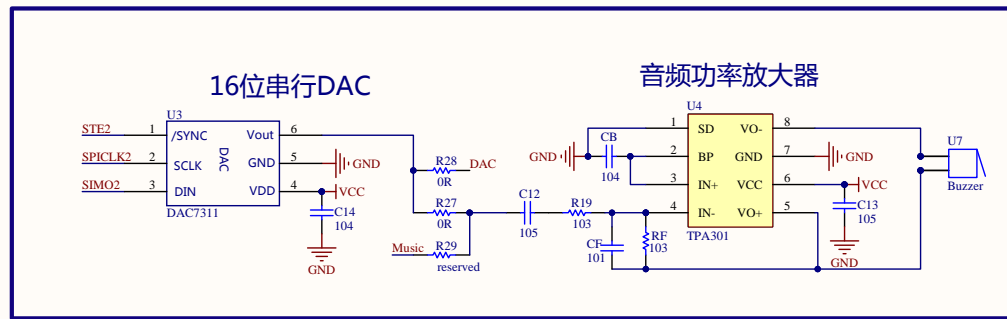 16位串行DAC
音频功率放大器
U3
STE2
1
/SYNC
Vout
6
SPICLK2
2
SCLK
GND
5
GND
SIMO2
3
DIN
VDD
4
VCC
DAC
DAC7311
C14
104
GND
R28
DAC
0R
R27
0R
Music
R29
reserved
C12
105
R19
103
CF
101
RF
103
GND
CB
104
U4
1
SD
VO-
8
2
BP
GND
7
GND
3
IN+
VCC
6
VCC
4
IN-
VO+
5
TPA301
C13
105
GND
U7
Buzzer